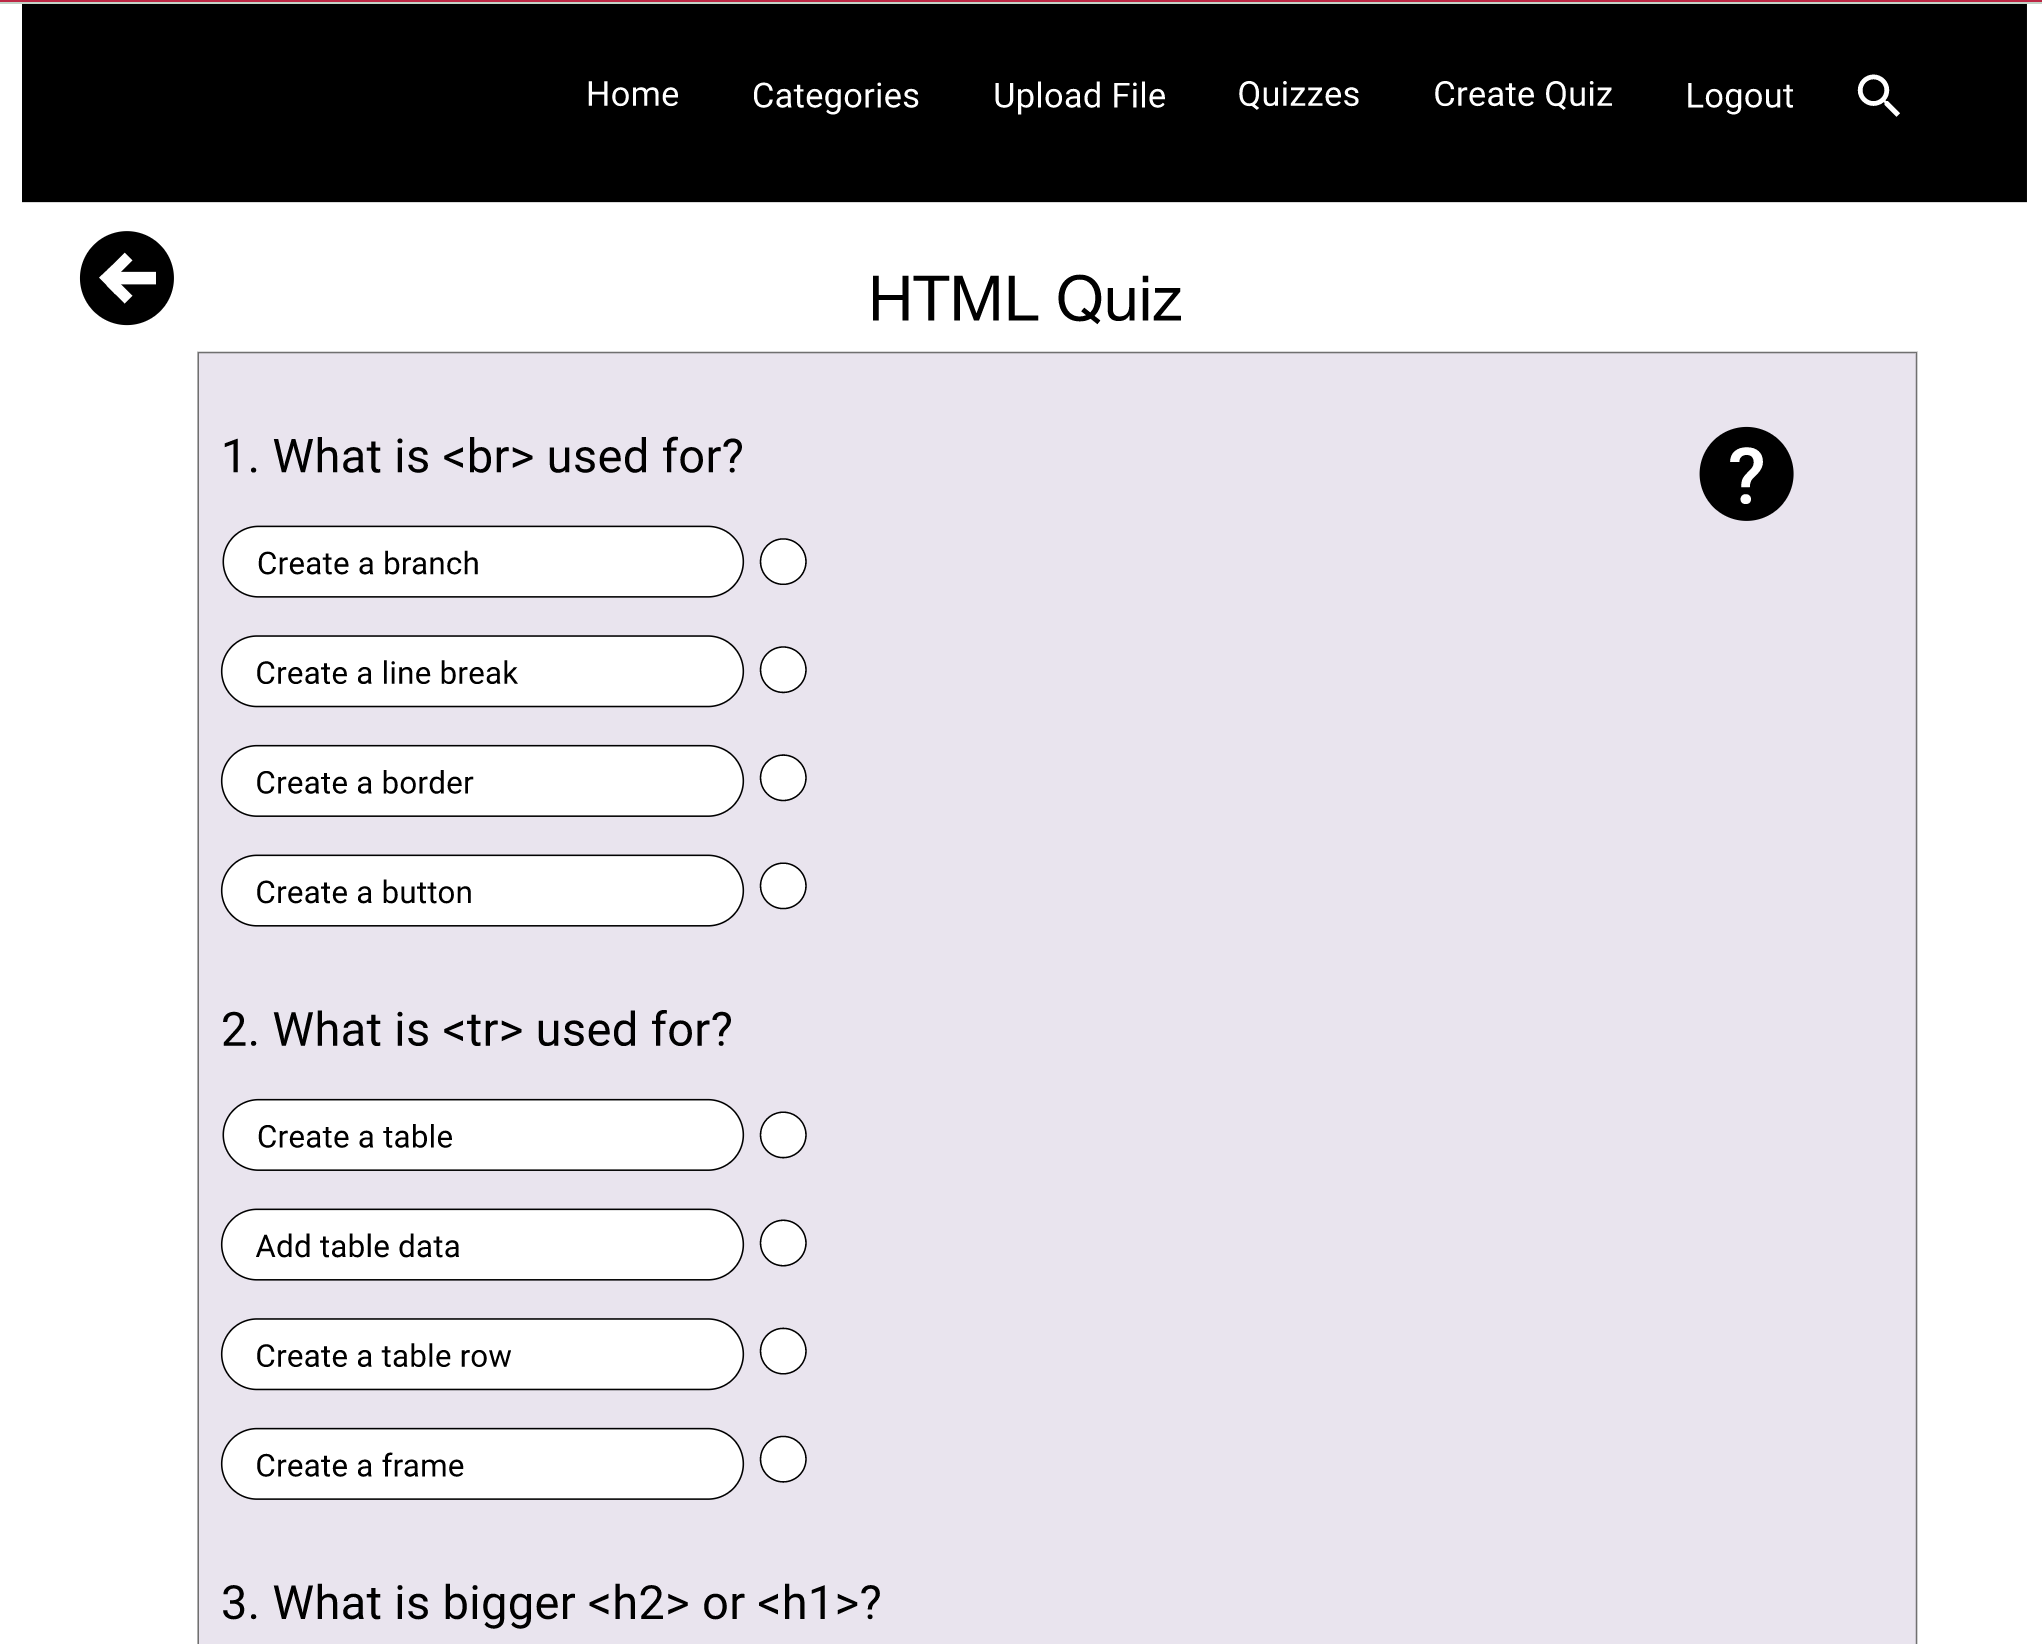 Home Categories Upload File Quizzes Create Quiz Logout
HTML Quiz
1. What is <br> used for?
?
Create a branch
Create a line break
Create a border
Create a button
2. What is <tr> used for?
Create a table
Add table data
Create a table row
Create a frame
3. What is bigger <h2> or <h1>?